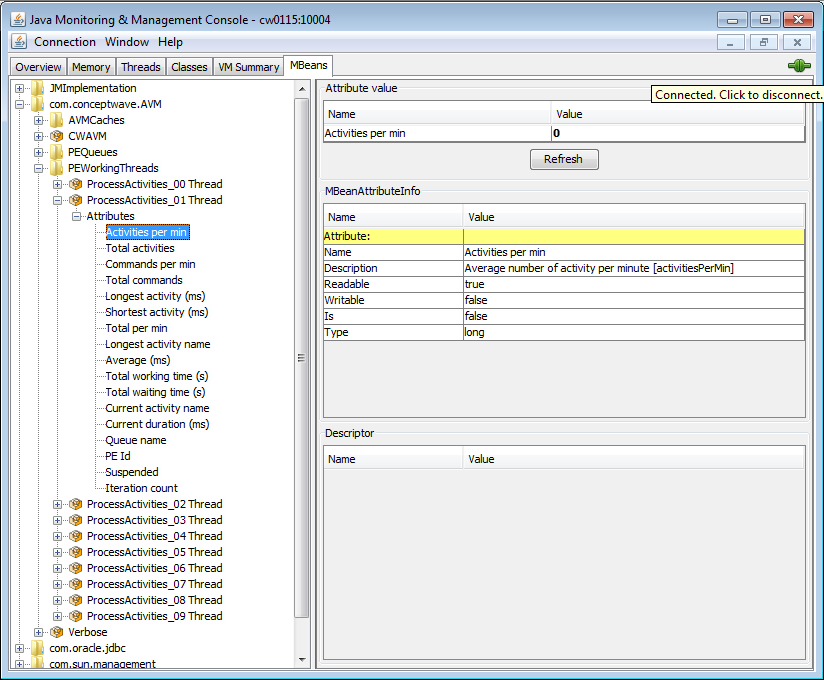 Java Monitoring & Management Console - cw0115:10004
Connection Window Help
Overview Memory Threads Classes VM Summary MBeans
JMImplementation
com.conceptwave.AVM
AVMCaches
CWAVM
PEQueues
PEWorkingThreads
ProcessActivities_00 Thread
ProcessActivities_01 Thread
Attributes
Activities per min
Total activities
Commands per min
Total commands
Longest activity (ms)
Shortest activity (ms)
Total per min
Longest activity name
Average (ms)
Total working time (s)
Total waiting time (s)
Current activity name
Current duration (ms)
Queue name
PE Id
Suspended
Iteration count
ProcessActivities_02 Thread
ProcessActivities_03 Thread
ProcessActivities_04 Thread
ProcessActivities_05 Thread
ProcessActivities_06 Thread
ProcessActivities_07 Thread
ProcessActivities_08 Thread
ProcessActivities_09 Thread
Verbose
com.oracle.jdbc
com.sun.management
Attribute value
Connected. Click to disconnect.
Name Value
Activities per min 0
Refresh
MBeanAttributeInfo
Name Value
Attribute:
Name Activities per min
Description Average number of activity per minute [activitiesPerMin]
Readable true
Writable false
Is false
Type long
Descriptor
Name Value